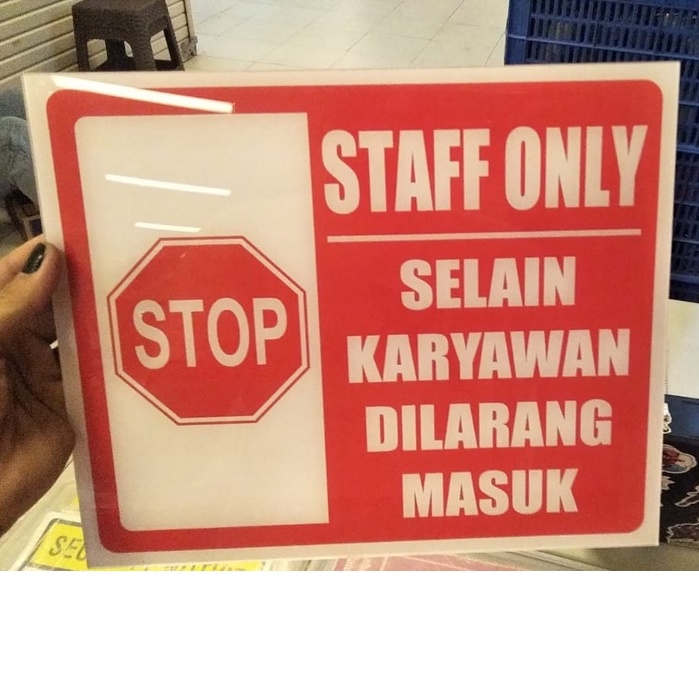 STOP
STAFF ONLY
SELAIN
KARYAWAN
DILARANG
MASUK